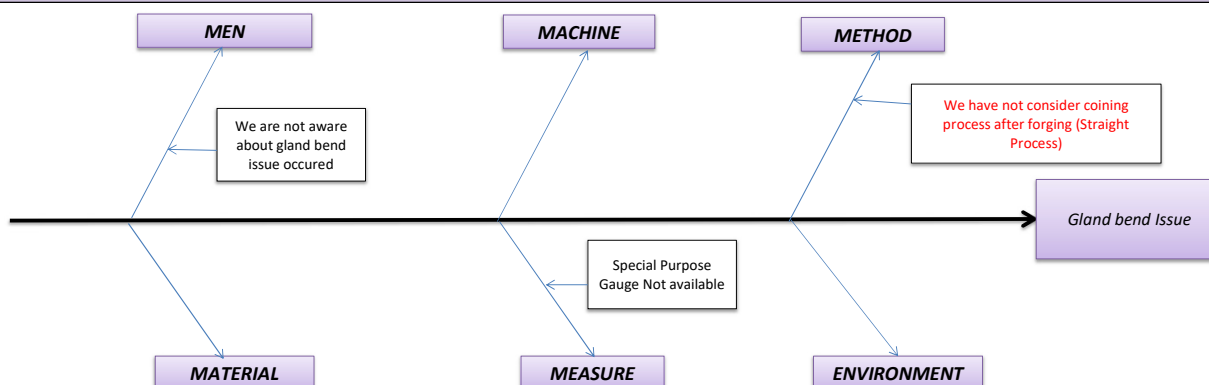 MEN
MACHINE
METHOD
We are not aware
about gland bend
issue occured
We have not consider coining
process after forging (Straight
Process)
Gland bend Issue
Special Purpose
Gauge Not available
MATERIAL
MEASURE
ENVIRONMENT